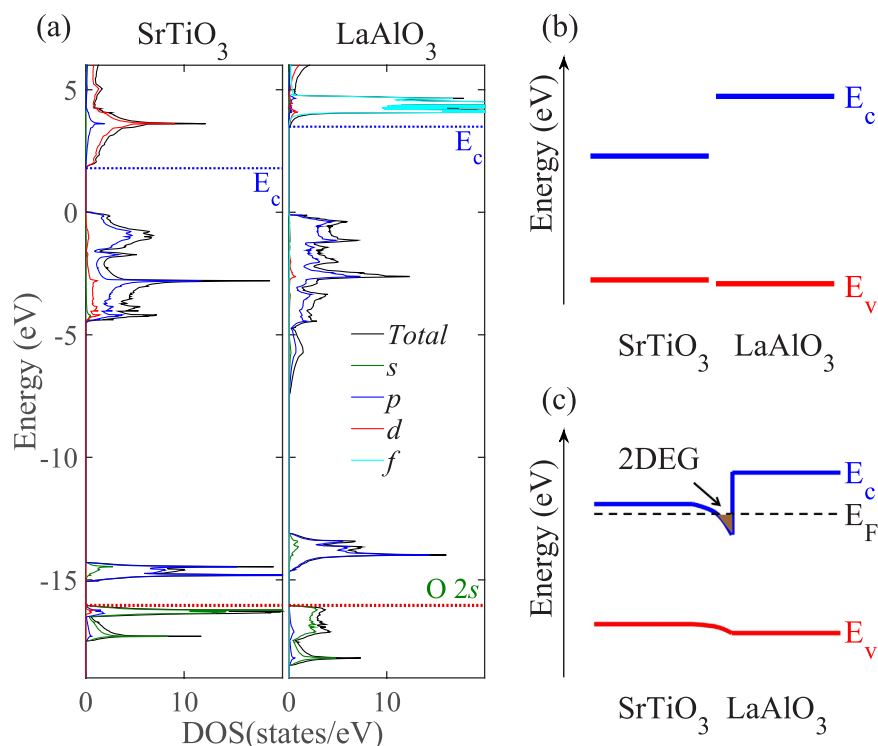 (a)
SrTiO3
LaAlO3
5
0
-5
-10
-15
Energy (eV)
Ec
Ec
Total
s
p
d
f
O 2s
0
10
0
10
DOS(states/eV)
(b)
Energy (eV)
Ec
Ev
SrTiO3
LaAlO3
(c)
Energy (eV)
2DEG
Ec
EF
Ev
SrTiO3
LaAlO3